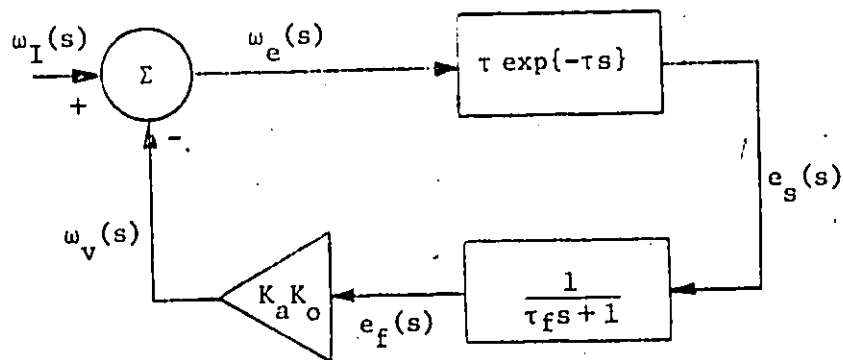 ω_I(s)
+
Σ
-
ω_e(s)
τ exp{-τs}
e_s(s)
1
τ_f s + 1
e_f(s)
K_a K_o
ω_v(s)